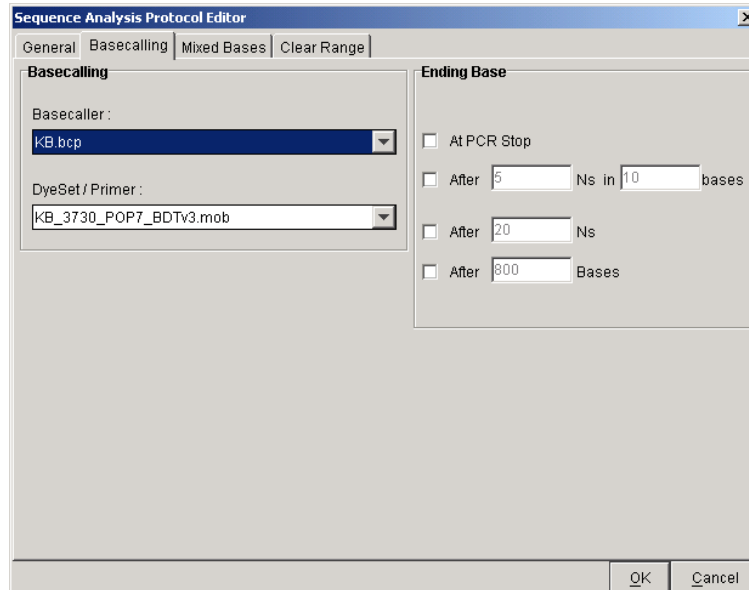 Sequence Analysis Protocol Editor
General Basecalling Mixed Bases Clear Range
Basecalling
Basecaller :
KB.bcp
DyeSet / Primer :
KB_3730_POP7_BDTv3.mob
Ending Base
At PCR Stop
After 5 Ns in 10 bases
After 20 Ns
After 800 Bases
OK Cancel